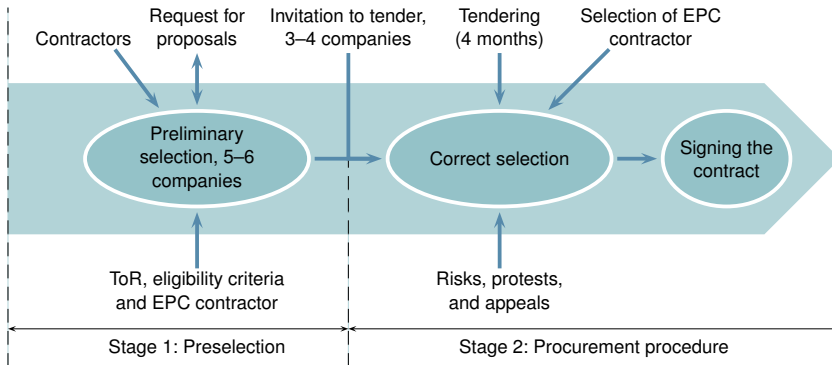 Contractors
Request for
proposals
Invitation to tender,
3–4 companies
Tendering
(4 months)
Selection of EPC
contractor
Preliminary
selection, 5–6
companies
Correct selection
Signing the
contract
ToR, eligibility criteria
and EPC contractor
Risks, protests,
and appeals
Stage 1: Preselection
Stage 2: Procurement procedure